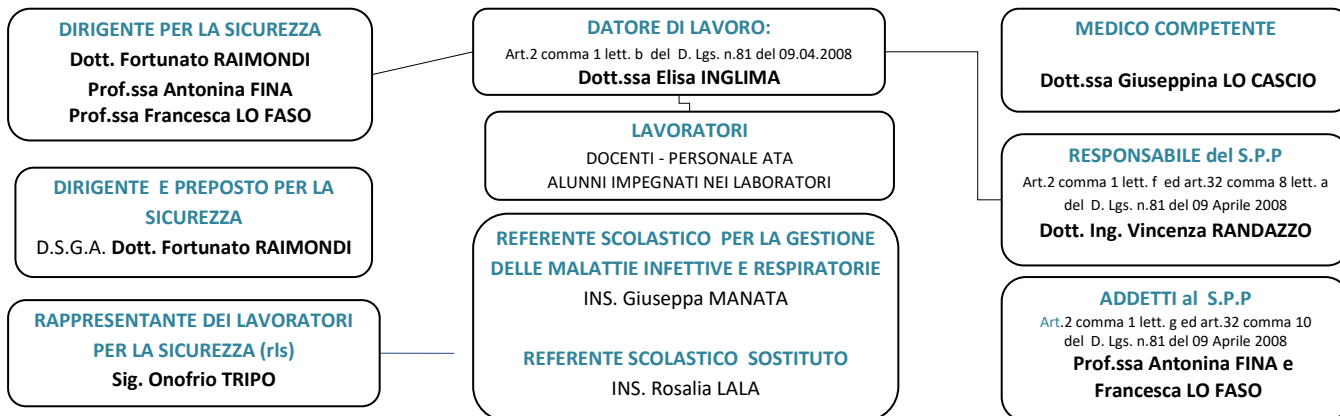 DIRIGENTE PER LA SICUREZZA
Dott. Fortunato RAIMONDI
Prof.ssa Antonina FINA
Prof.ssa Francesca LO FASO
DIRIGENTE E PREPOSTO PER LA
SICUREZZA
D.S.G.A. Dott. Fortunato RAIMONDI
RAPPRESENTANTE DEI LAVORATORI
PER LA SICUREZZA (rls)
Sig. Onofrio TRIPO
DATORE DI LAVORO:
Art.2 comma 1 lett. b del D. Lgs. n.81 del 09.04.2008
Dott.ssa Elisa INGLIMA
LAVORATORI
DOCENTI - PERSONALE ATA
ALUNNI IMPEGNATI NEI LABORATORI
REFERENTE SCOLASTICO PER LA GESTIONE
DELLE MALATTIE INFETTIVE E RESPIRATORIE
INS. Giuseppa MANATA
REFERENTE SCOLASTICO SOSTITUTO
INS. Rosalia LALA
MEDICO COMPETENTE
Dott.ssa Giuseppina LO CASCIO
RESPONSABILE del S.P.P
Art.2 comma 1 lett. f ed art.32 comma 8 lett. a
del D. Lgs. n.81 del 09 Aprile 2008
Dott. Ing. Vincenza RANDAZZO
ADDETTI al S.P.P
Art.2 comma 1 lett. g ed art.32 comma 10
del D. Lgs. n.81 del 09 Aprile 2008
Prof.ssa Antonina FINA e
Francesca LO FASO